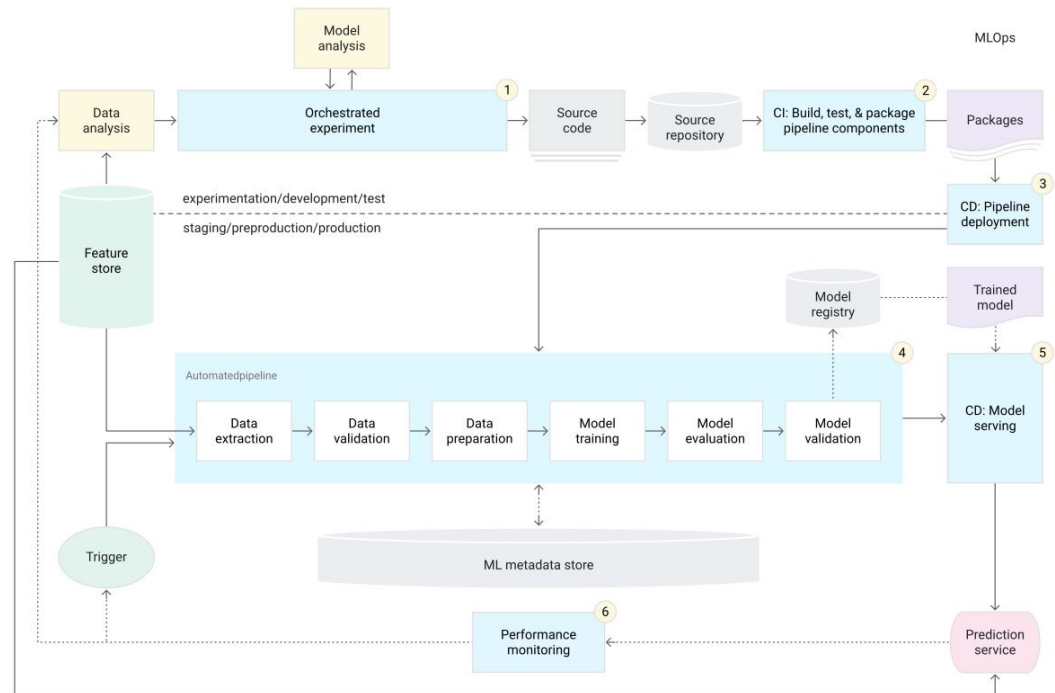 Model
analysis
MLOps
1
2
Data
analysis
Orchestrated
experiment
Source
code
Source
repository
CI: Build, test, & package
pipeline components
Packages
3
experimentation/development/test
staging/preproduction/production
CD: Pipeline
deployment
Feature
store
Model
registry
Trained
model
4
5
Automatedpipeline
Data
extraction
Data
validation
Data
preparation
Model
training
Model
evaluation
Model
validation
CD: Model
serving
Trigger
ML metadata store
6
Performance
monitoring
Prediction
service